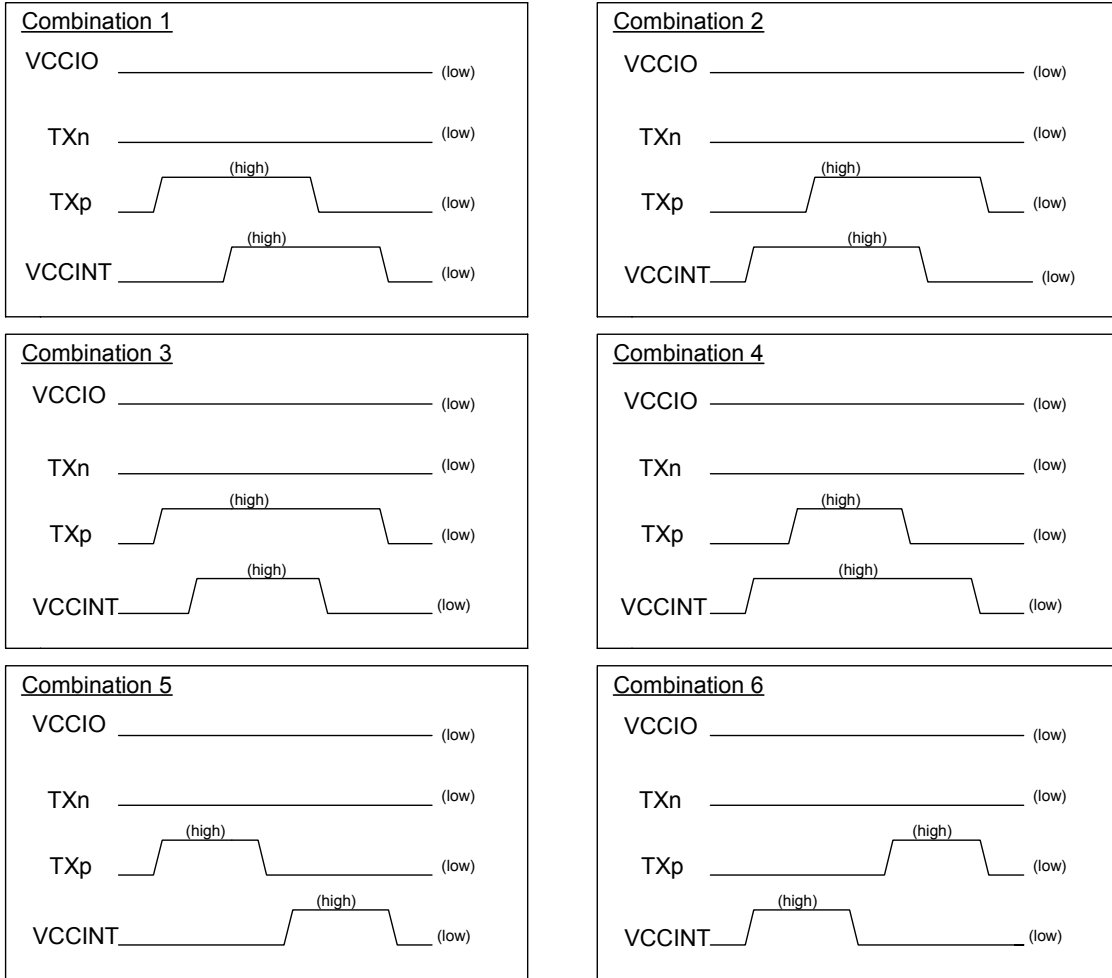 Combination 1
VCCIO (low)
TXn (low)
(high)
TXp (low)
(high)
VCCINT (low)
Combination 2
VCCIO (low)
TXn (low)
(high)
TXp (low)
(high)
VCCINT (low)
Combination 3
VCCIO (low)
TXn (low)
(high)
TXp (low)
(high)
VCCINT (low)
Combination 4
VCCIO (low)
TXn (low)
(high)
TXp (low)
(high)
VCCINT (low)
Combination 5
VCCIO (low)
TXn (low)
(high)
TXp (low)
(high)
VCCINT (low)
Combination 6
VCCIO (low)
TXn (low)
(high)
TXp (low)
(high)
VCCINT (low)